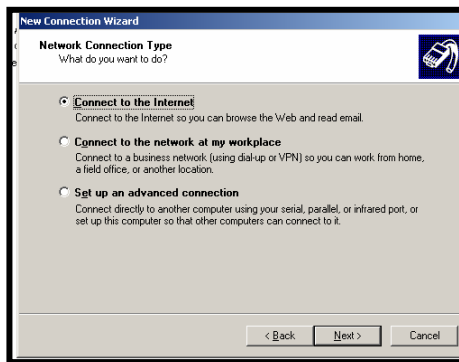 New Connection Wizard
Network Connection Type
What do you want to do?
Connect to the Internet
Connect to the Internet so you can browse the Web and read email.
Connect to the network at my workplace
Connect to a business network (using dial-up or VPN) so you can work from home,
a field office, or another location.
Set up an advanced connection
Connect directly to another computer using your serial, parallel, or infrared port, or
set up this computer so that other computers can connect to it.
< Back
Next >
Cancel